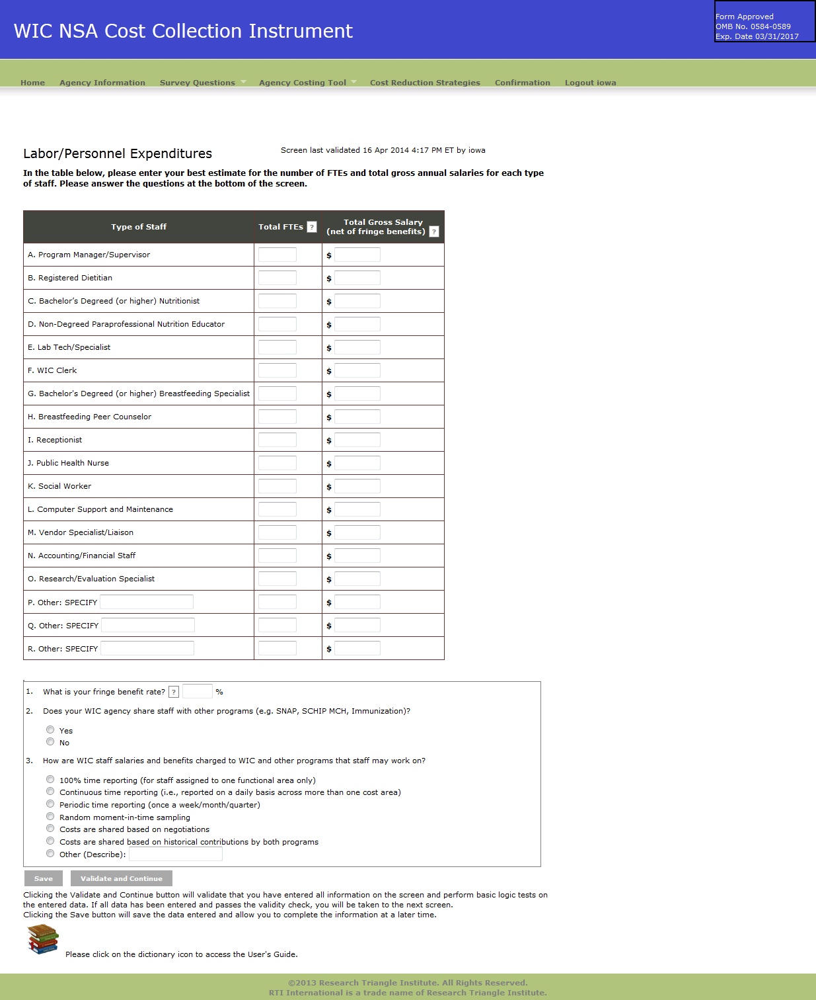 WIC NSA Cost Collection Instrument
Form Approved
OMB No. 0584-0589
Exp. Date 03/31/2017
Home Agency Information Survey Questions Agency Costing Tool Cost Reduction Strategies Confirmation Logout iowa
Labor/Personnel Expenditures
Screen last validated 16 Apr 2014 4:17 PM ET by iowa
In the table below, please enter your best estimate for the number of FTEs and total gross annual salaries for each type
of staff. Please answer the questions at the bottom of the screen.
Type of Staff Total FTEs ? Total Gross Salary
(net of fringe benefits) ?
A. Program Manager/Supervisor $
B. Registered Dietitian $
C. Bachelor's Degreed (or higher) Nutritionist $
D. Non-Degreed Paraprofessional Nutrition Educator $
E. Lab Tech/Specialist $
F. WIC Clerk $
G. Bachelor's Degreed (or higher) Breastfeeding Specialist $
H. Breastfeeding Peer Counselor $
I. Receptionist $
J. Public Health Nurse $
K. Social Worker $
L. Computer Support and Maintenance $
M. Vendor Specialist/Liaison $
N. Accounting/Financial Staff $
O. Research/Evaluation Specialist $
P. Other: SPECIFY $
Q. Other: SPECIFY $
R. Other: SPECIFY $
1. What is your fringe benefit rate? ? %
2. Does your WIC agency share staff with other programs (e.g. SNAP, SCHIP MCH, Immunization)?
Yes
No
3. How are WIC staff salaries and benefits charged to WIC and other programs that staff may work on?
100% time reporting (for staff assigned to one functional area only)
Continuous time reporting (i.e., reported on a daily basis across more than one cost area)
Periodic time reporting (once a week/month/quarter)
Random moment-in-time sampling
Costs are shared based on negotiations
Costs are shared based on historical contributions by both programs
Other (Describe):
Save Validate and Continue
Clicking the Validate and Continue button will validate that you have entered all information on the screen and perform basic logic tests on
the entered data. If all data has been entered and passes the validity check, you will be taken to the next screen.
Clicking the Save button will save the data entered and allow you to complete the information at a later time.
Please click on the dictionary icon to access the User's Guide.
©2013 Research Triangle Institute. All Rights Reserved.
RTI International is a trade name of Research Triangle Institute.